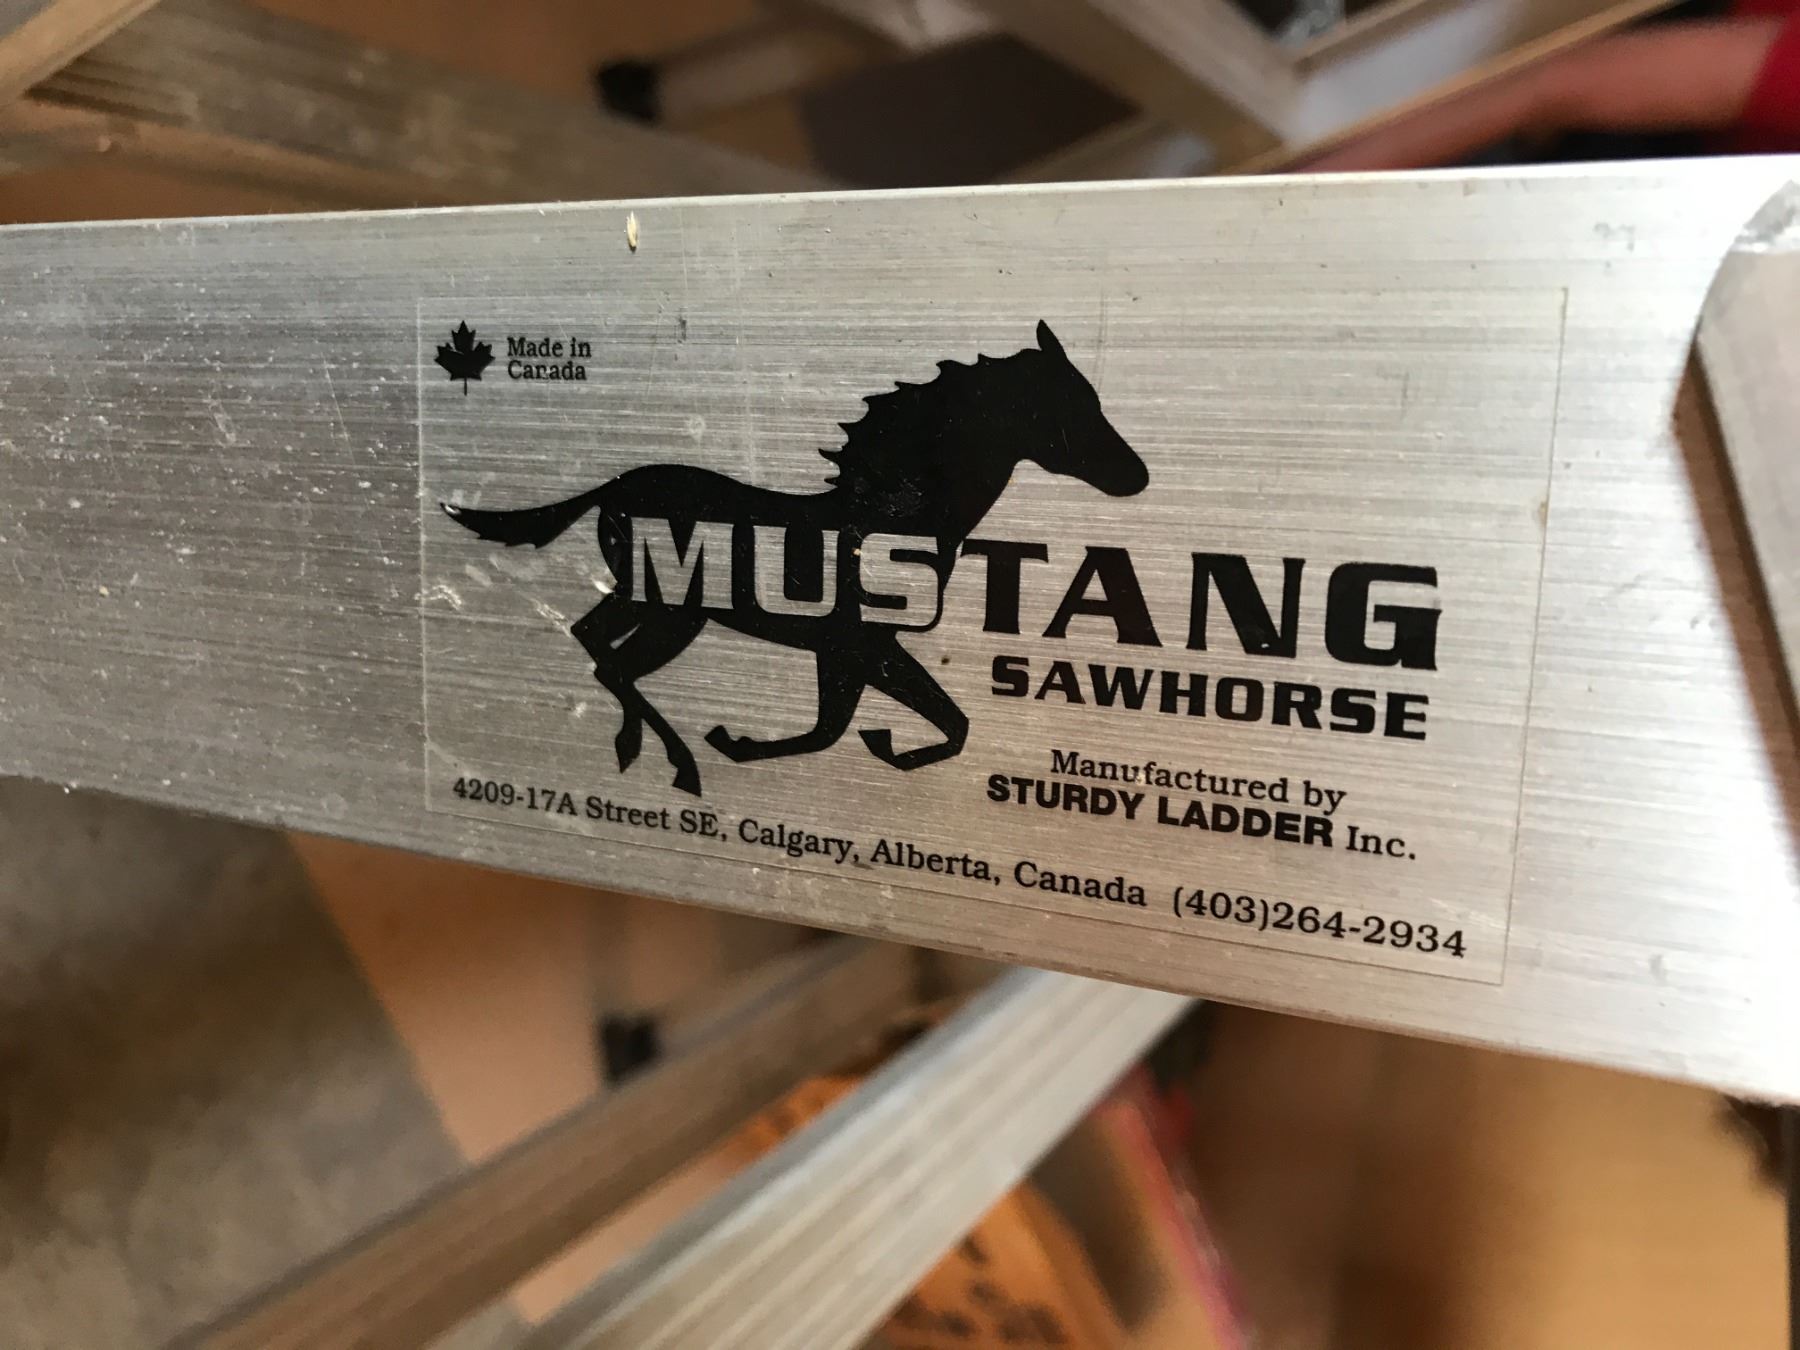 Made in
Canada
MUSTANG
SAWHORSE
Manufactured by
STURDY LADDER Inc.
4209-17A Street SE, Calgary, Alberta, Canada (403)264-2934